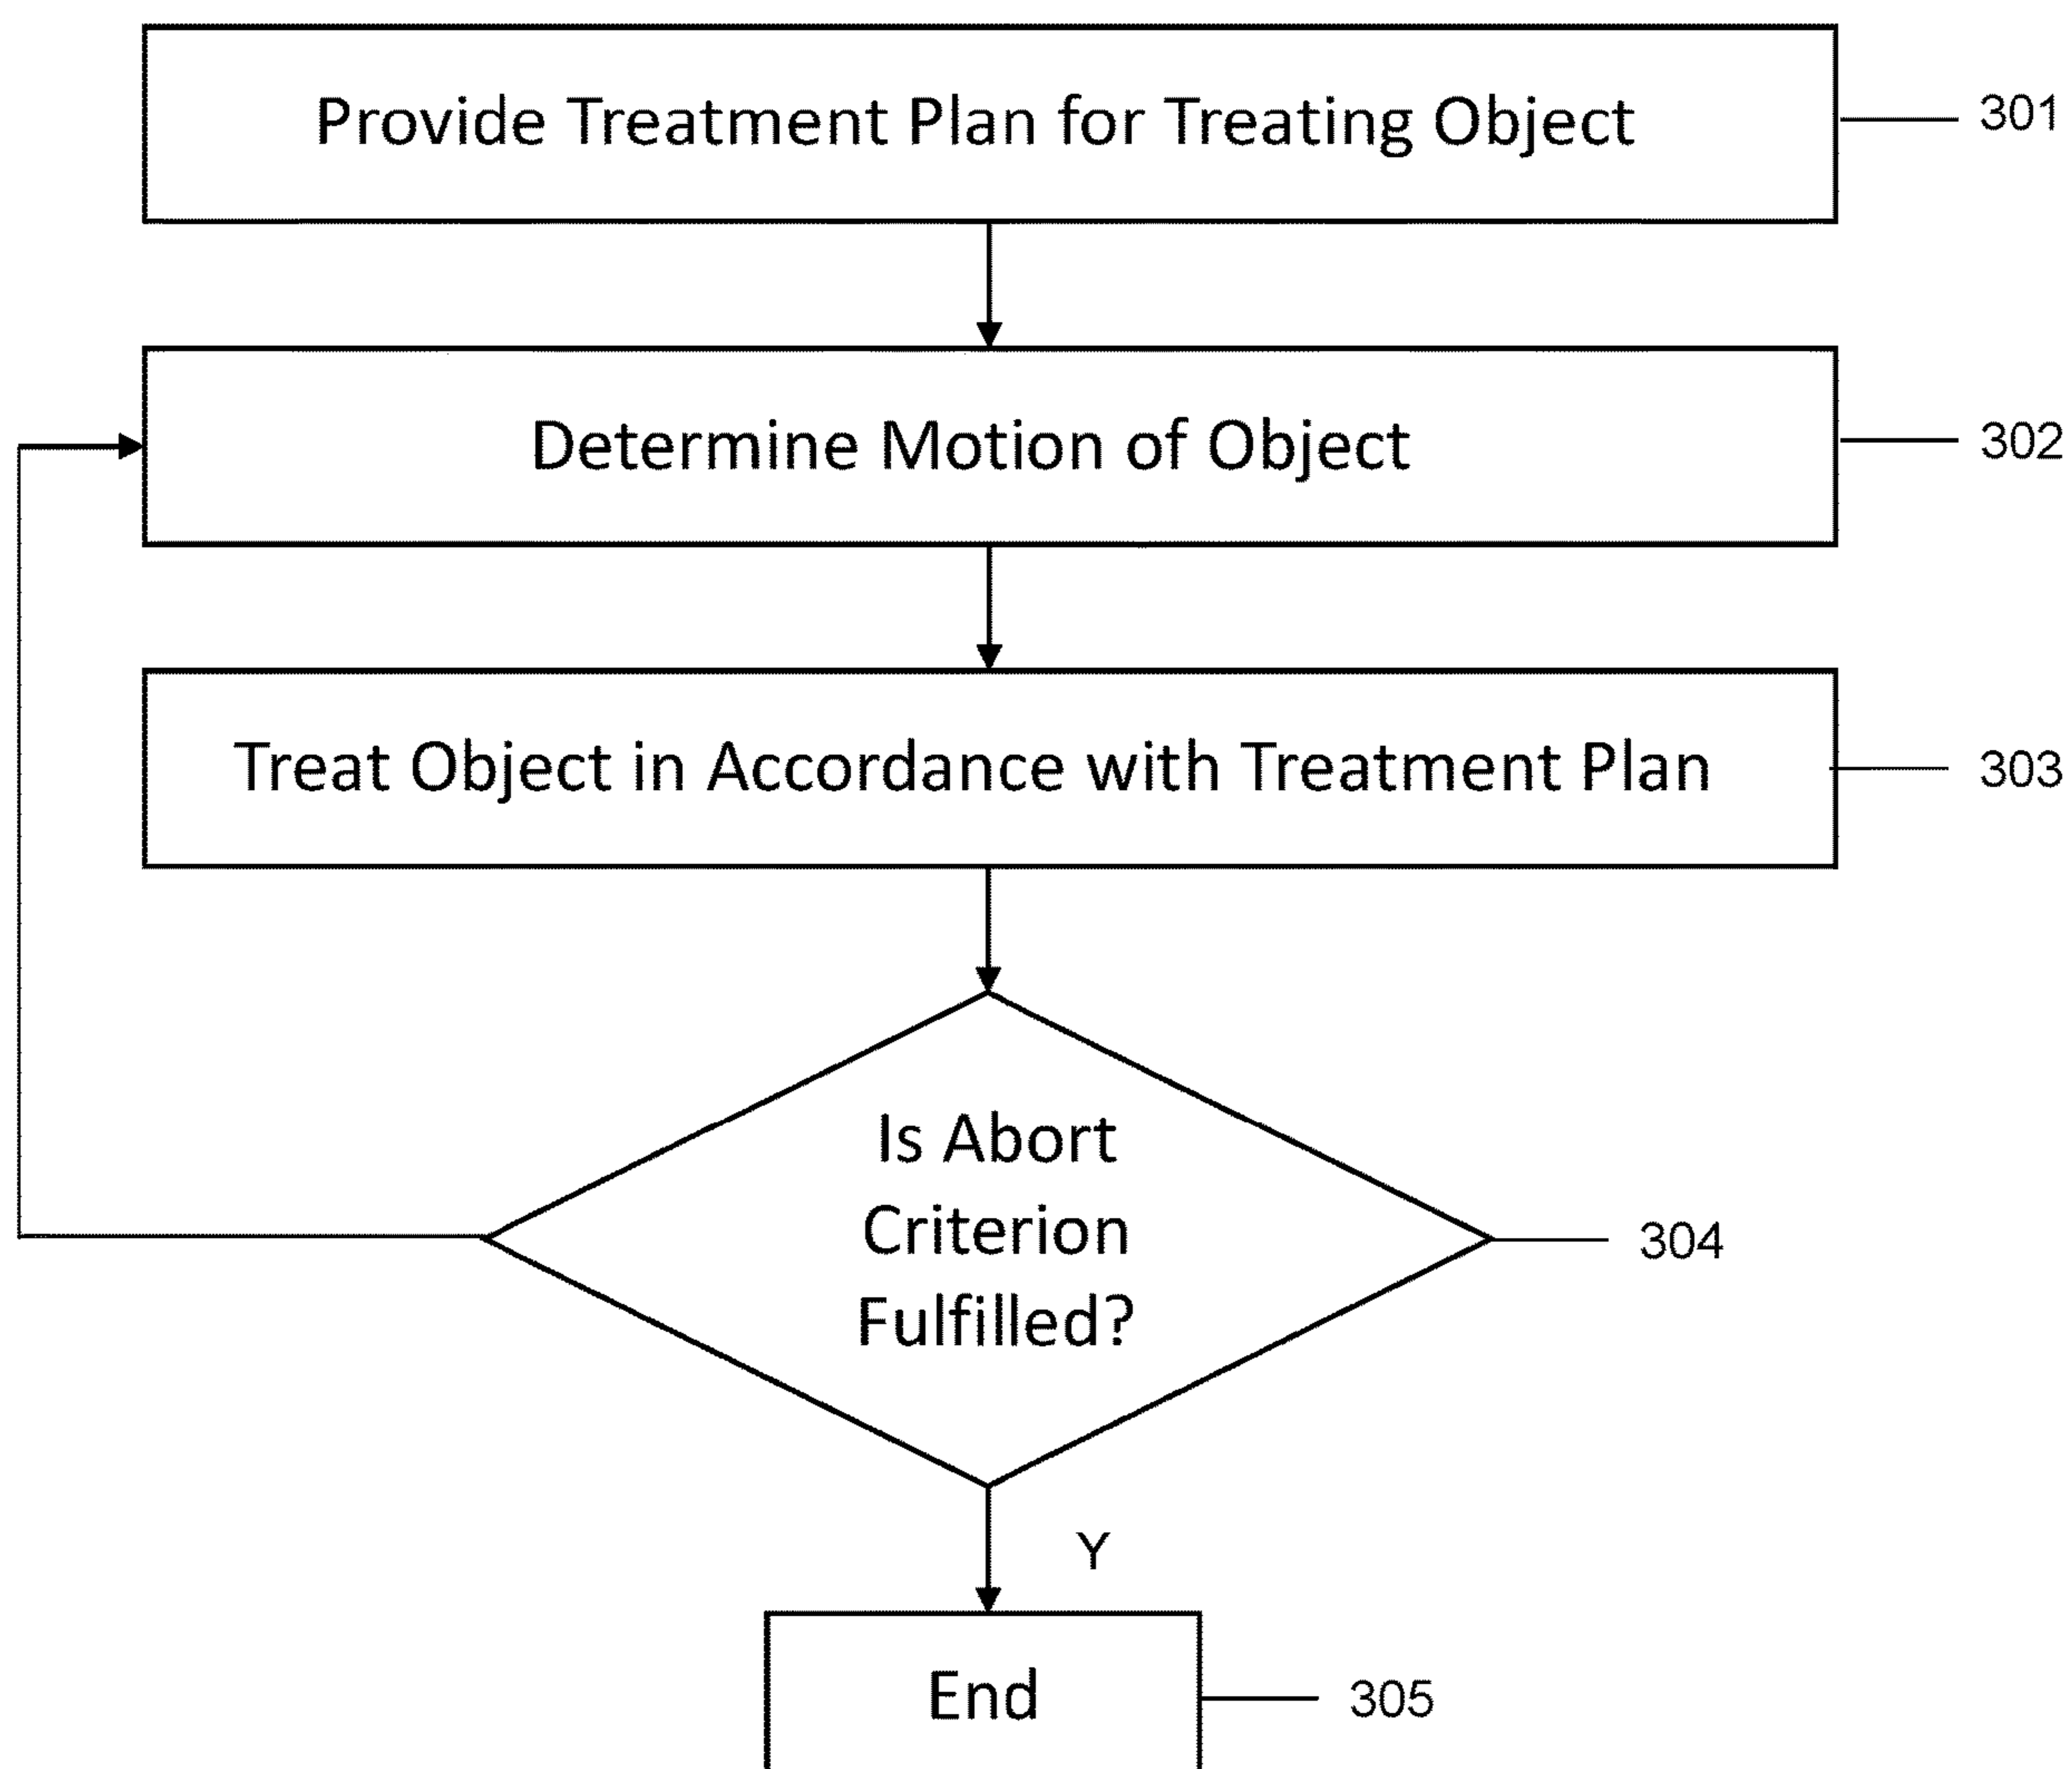 Provide Treatment Plan for Treating Object
301
Determine Motion of Object
302
Treat Object in Accordance with Treatment Plan
303
Is Abort
Criterion
Fulfilled?
304
Y
End
305